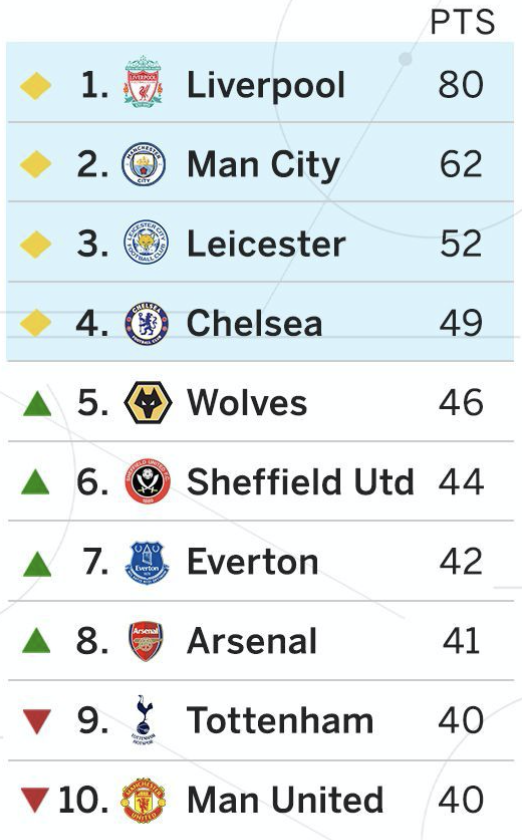 PTS
1. Liverpool 80
2. Man City 62
3. Leicester 52
4. Chelsea 49
5. Wolves 46
6. Sheffield Utd 44
7. Everton 42
8. Arsenal 41
9. Tottenham 40
10. Man United 40